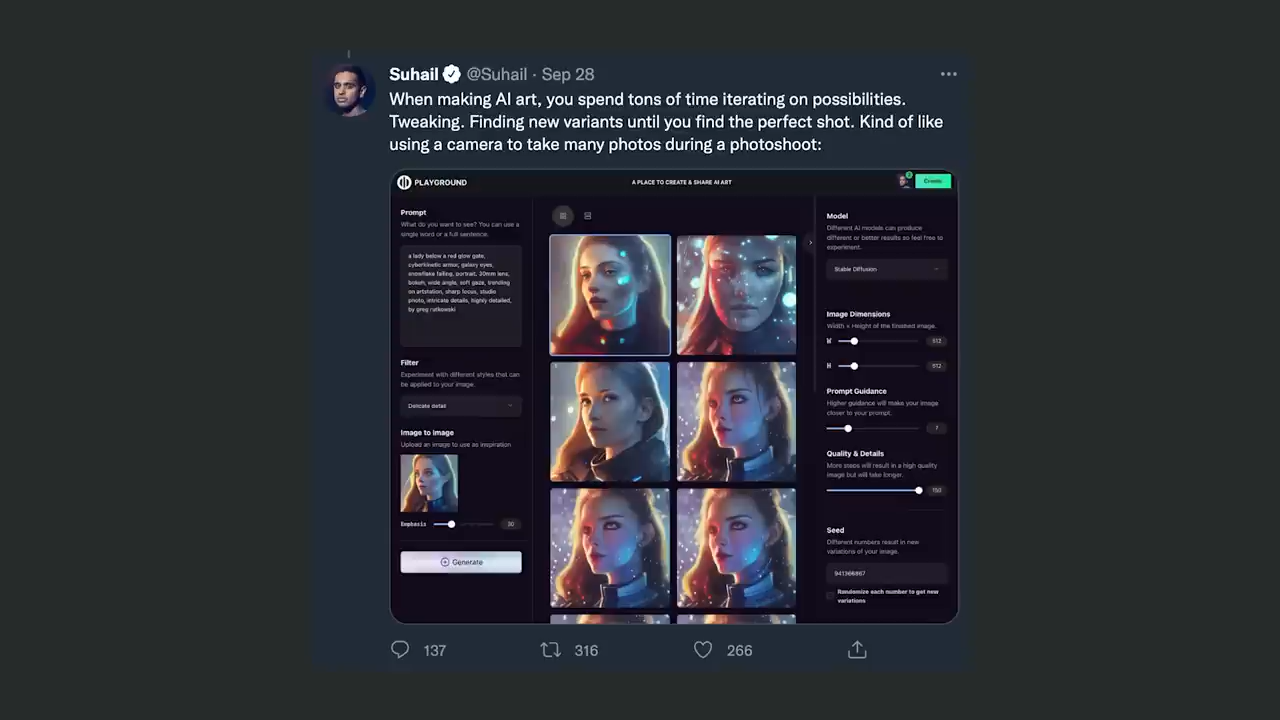 Suhail @Suhail · Sep 28
When making AI art, you spend tons of time iterating on possibilities.
Tweaking. Finding new variants until you find the perfect shot. Kind of like
using a camera to take many photos during a photoshoot:
PLAYGROUND
A PLACE TO CREATE & SHARE AI ART
Create
Prompt
What do you want to see? You can use a
single word or a full sentence.
a lady below a red glow gate,
cyberkinetic armor, galaxy eyes,
snowflake falling, portrait, 30mm lens,
bokeh, wide angle, soft gaze, trending
on artstation, sharp focus, studio
photo, intricate details, highly detailed,
by greg rutkowski
Filter
Experiment with different styles that can
be applied to your image.
Delicate detail
Image to image
Upload an image to use as inspiration
Emphasis
30
Generate
Model
Different AI models can produce
different or better results so feel free to
experiment.
Stable Diffusion
Image Dimensions
Width x Height of the finished image.
W
512
H
512
Prompt Guidance
Higher guidance will make your image
closer to your prompt.
7
Quality & Details
More steps will result in a high quality
image but will take longer.
150
Seed
Different numbers result in new
variations of your image.
Randomize each number to get new
variations
137
316
266